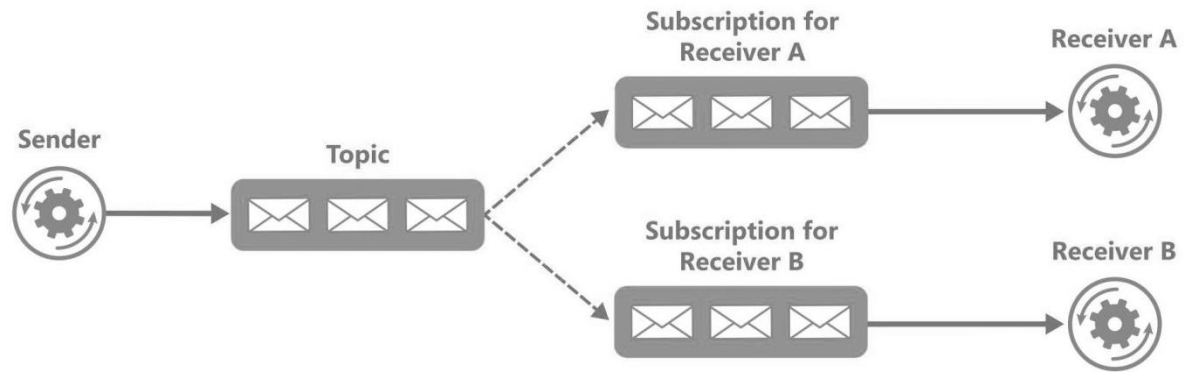 Sender
Topic
Subscription for
Receiver A
Receiver A
Subscription for
Receiver B
Receiver B